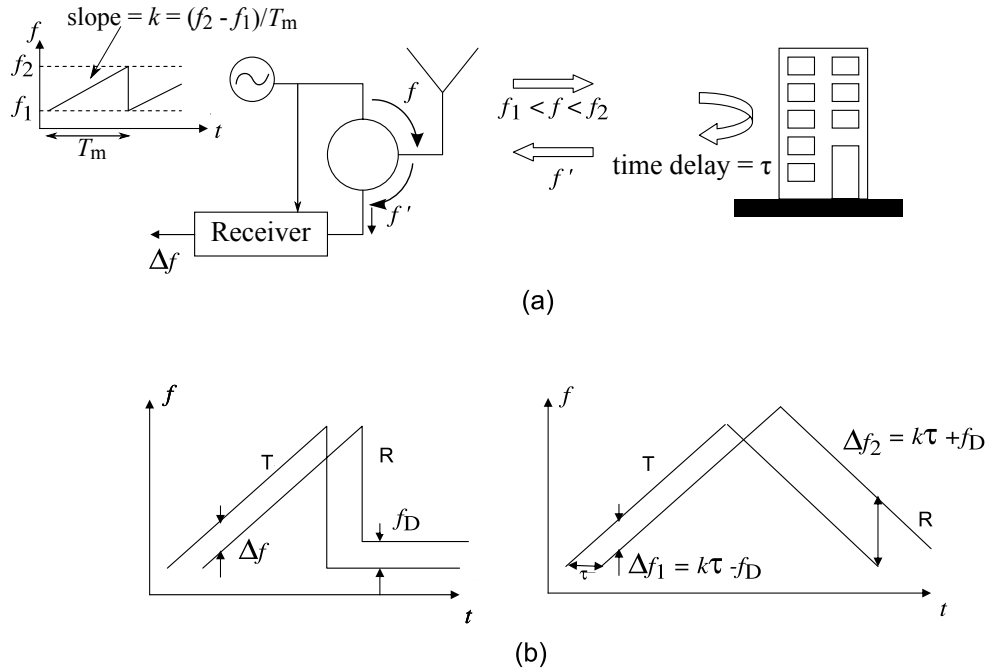 slope = k = (f2 - f1)/Tm
f
f2
f1
t
Tm
f
f1 < f < f2
f '
time delay = τ
f '
Receiver
Δf
(a)
f
T
R
fD
Δf
t
f
T
Δf2 = kτ +fD
R
τ
Δf1 = kτ -fD
t
(b)